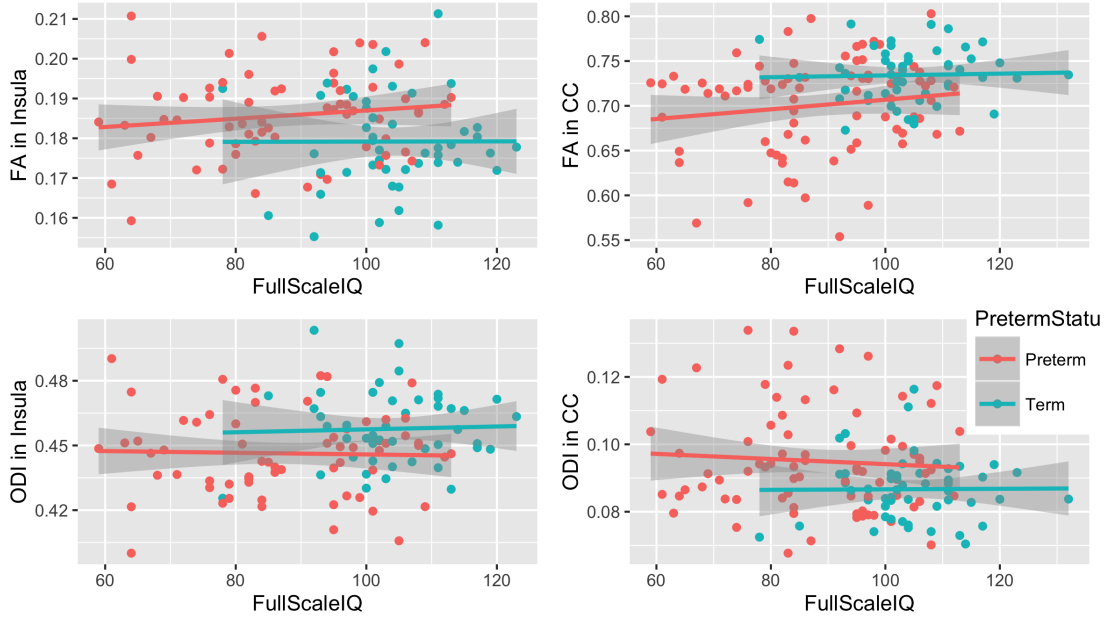 FA in Insula
0.21
0.20
0.19
0.18
0.17
0.16
60 80 100 120
FullScaleIQ
FA in CC
0.80
0.75
0.70
0.65
0.60
0.55
60 80 100 120
FullScaleIQ
ODI in Insula
0.48
0.45
0.42
60 80 100 120
FullScaleIQ
ODI in CC
0.12
0.10
0.08
60 80 100 120
FullScaleIQ
PretermStatu
Preterm
Term